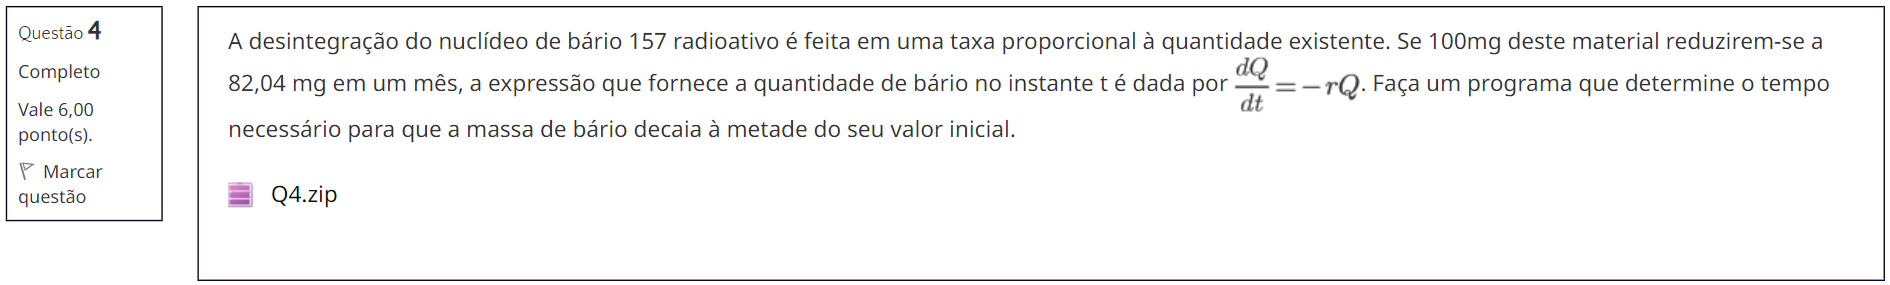 Questão 4
Completo
Vale 6,00
ponto(s).
Marcar
questão
A desintegração do nuclídeo de bário 157 radioativo é feita em uma taxa proporcional à quantidade existente. Se 100mg deste material reduzirem-se a
82,04 mg em um mês, a expressão que fornece a quantidade de bário no instante t é dada por dQ/dt = −rQ. Faça um programa que determine o tempo
necessário para que a massa de bário decaia à metade do seu valor inicial.
Q4.zip